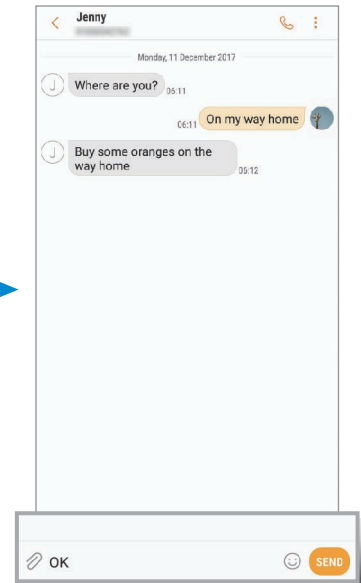 Jenny
Monday, 11 December 2017
J
Where are you?
06:11
06:11
On my way home
J
Buy some oranges on the
way home
06:12
OK
SEND